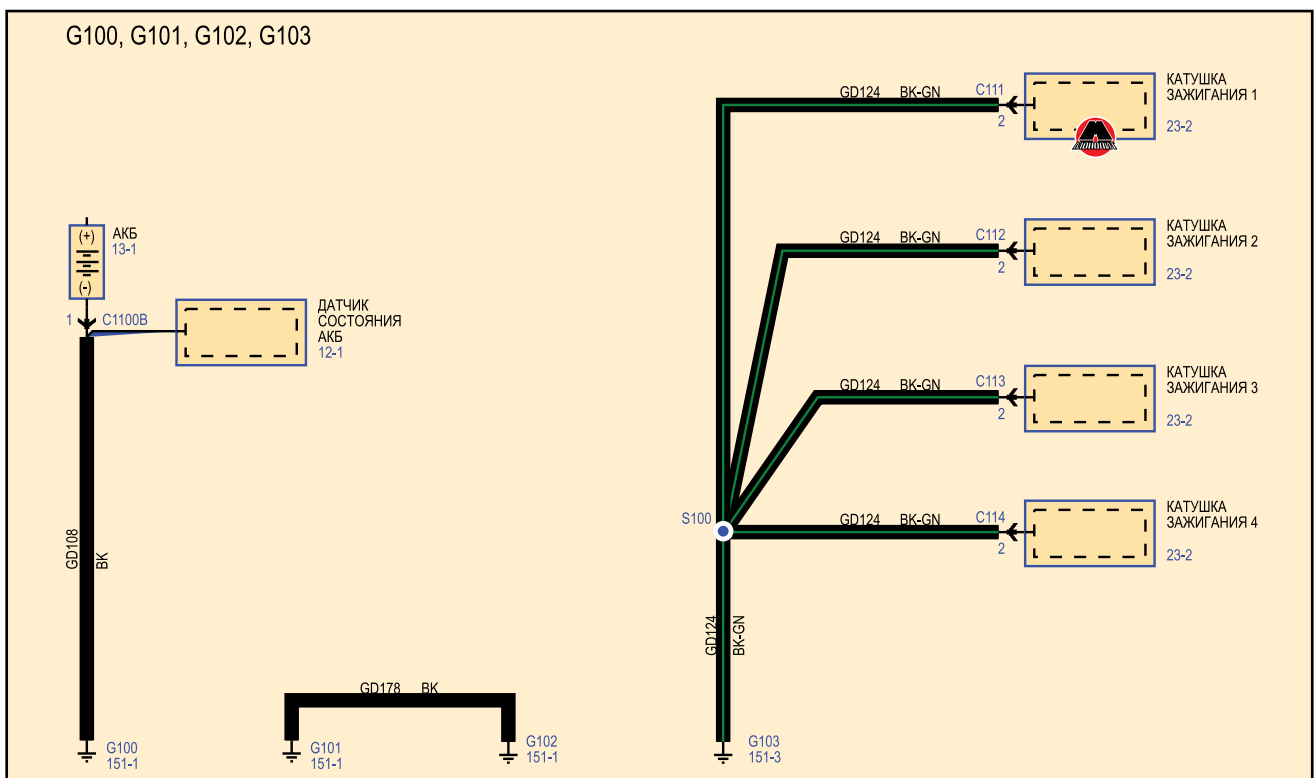 G100, G101, G102, G103
GD124 BK-GN
C111
2
КАТУШКА
ЗАЖИГАНИЯ 1
23-2
МОНОЛИТ
GD124 BK-GN
C112
2
КАТУШКА
ЗАЖИГАНИЯ 2
23-2
(+)
(-)
АКБ
13-1
1
C1100B
ДАТЧИК
СОСТОЯНИЯ
АКБ
12-1
GD124 BK-GN
C113
2
КАТУШКА
ЗАЖИГАНИЯ 3
23-2
S100
GD124 BK-GN
C114
2
КАТУШКА
ЗАЖИГАНИЯ 4
23-2
GD108
BK
GD124
BK-GN
GD178 BK
G100
151-1
G101
151-1
G102
151-1
G103
151-3